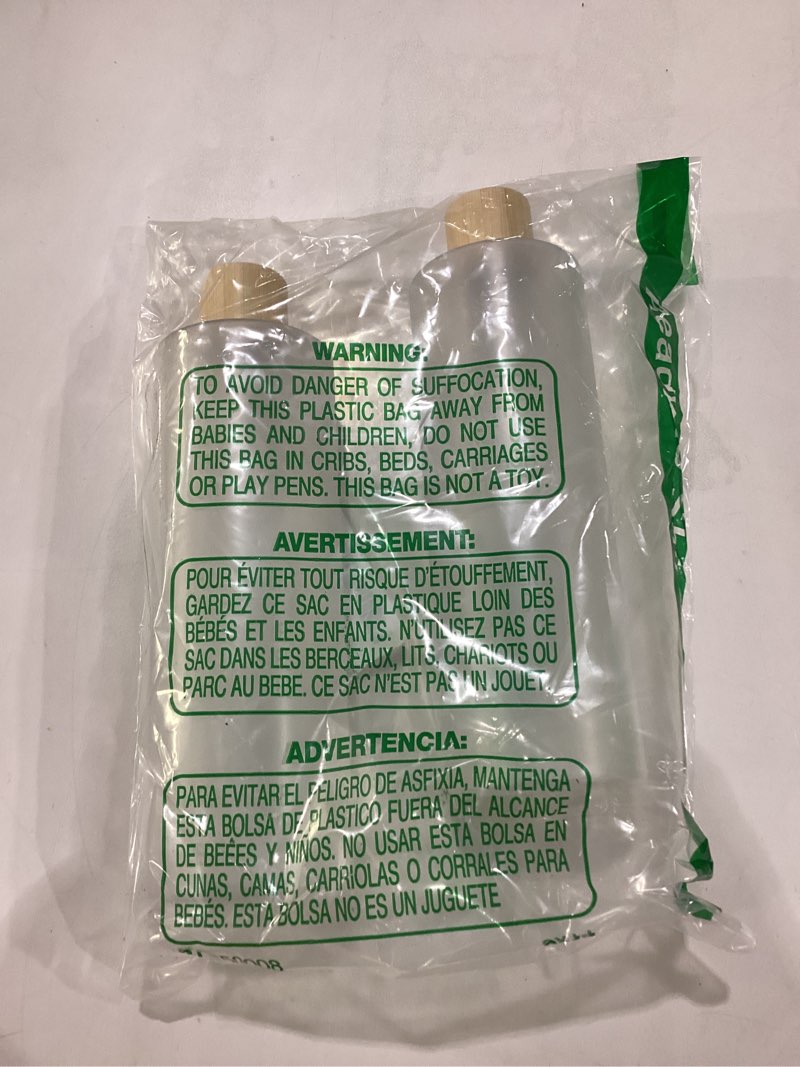 WARNING:
TO AVOID DANGER OF SUFFOCATION,
KEEP THIS PLASTIC BAG AWAY FROM
BABIES AND CHILDREN, DO NOT USE
THIS BAG IN CRIBS, BEDS, CARRIAGES
OR PLAY PENS. THIS BAG IS NOT A TOY.
AVERTISSEMENT:
POUR ÉVITER TOUT RISQUE D'ÉTOUFFEMENT,
GARDEZ CE SAC EN PLASTIQUE LOIN DES
BÉBÉS ET LES ENFANTS. N'UTILISEZ PAS CE
SAC DANS LES BERCEAUX, LITS, CHARIOTS OU
PARC AU BEBE. CE SAC N'EST PAS UN JOUET.
ADVERTENCIA:
PARA EVITAR EL PELIGRO DE ASFIXIA, MANTENGA
ESTA BOLSA DE PLASTICO FUERA DEL ALCANCE
DE BEÊES Y NIÑOS. NO USAR ESTA BOLSA EN
CUNAS, CAMAS, CARRIOLAS O CORRALES PARA
BEBÉS. ESTA BOLSA NO ES UN JUGUETE